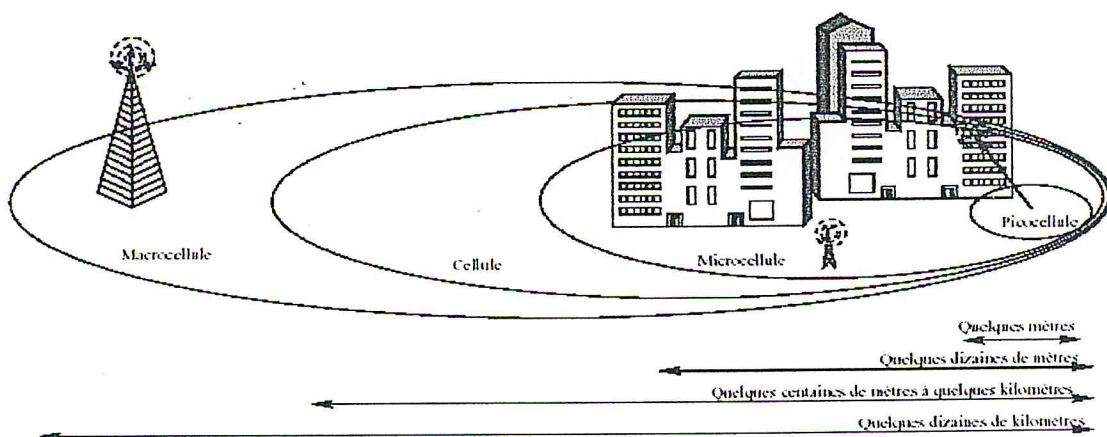 Macrocellule
Cellule
Microcellule
Picocellule
Quelques mètres
Quelques dizaines de mètres
Quelques centaines de mètres à quelques kilomètres
Quelques dizaines de kilomètres